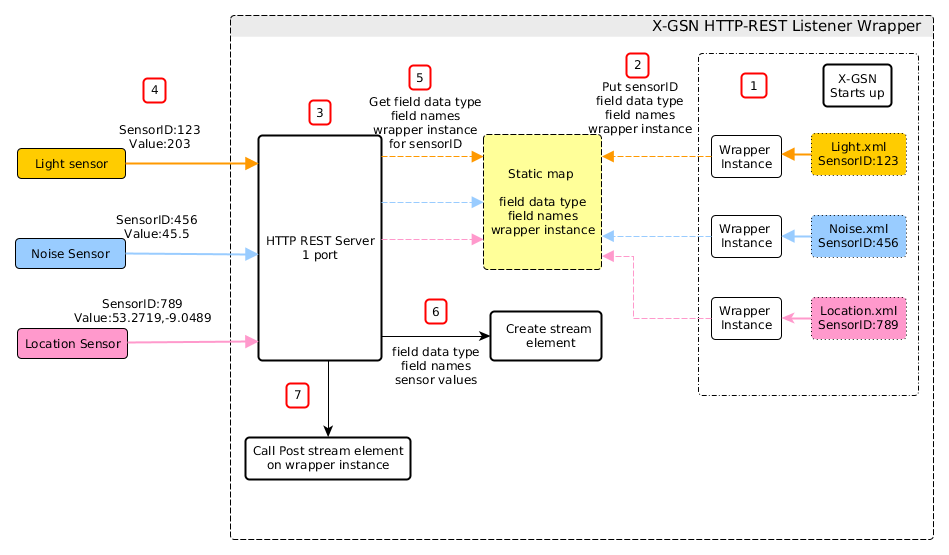 X-GSN HTTP-REST Listener Wrapper
4
SensorID:123
Value:203
Light sensor
SensorID:456
Value:45.5
Noise Sensor
SensorID:789
Value:53.2719,-9.0489
Location Sensor
3
HTTP REST Server
1 port
5
Get field data type
field names
wrapper instance
for sensorID
Static map
field data type
field names
wrapper instance
2
Put sensorID
field data type
field names
wrapper instance
1
X-GSN
Starts up
Wrapper
Instance
Light.xml
SensorID:123
Wrapper
Instance
Noise.xml
SensorID:456
Wrapper
Instance
Location.xml
SensorID:789
6
field data type
field names
sensor values
Create stream
element
7
Call Post stream element
on wrapper instance